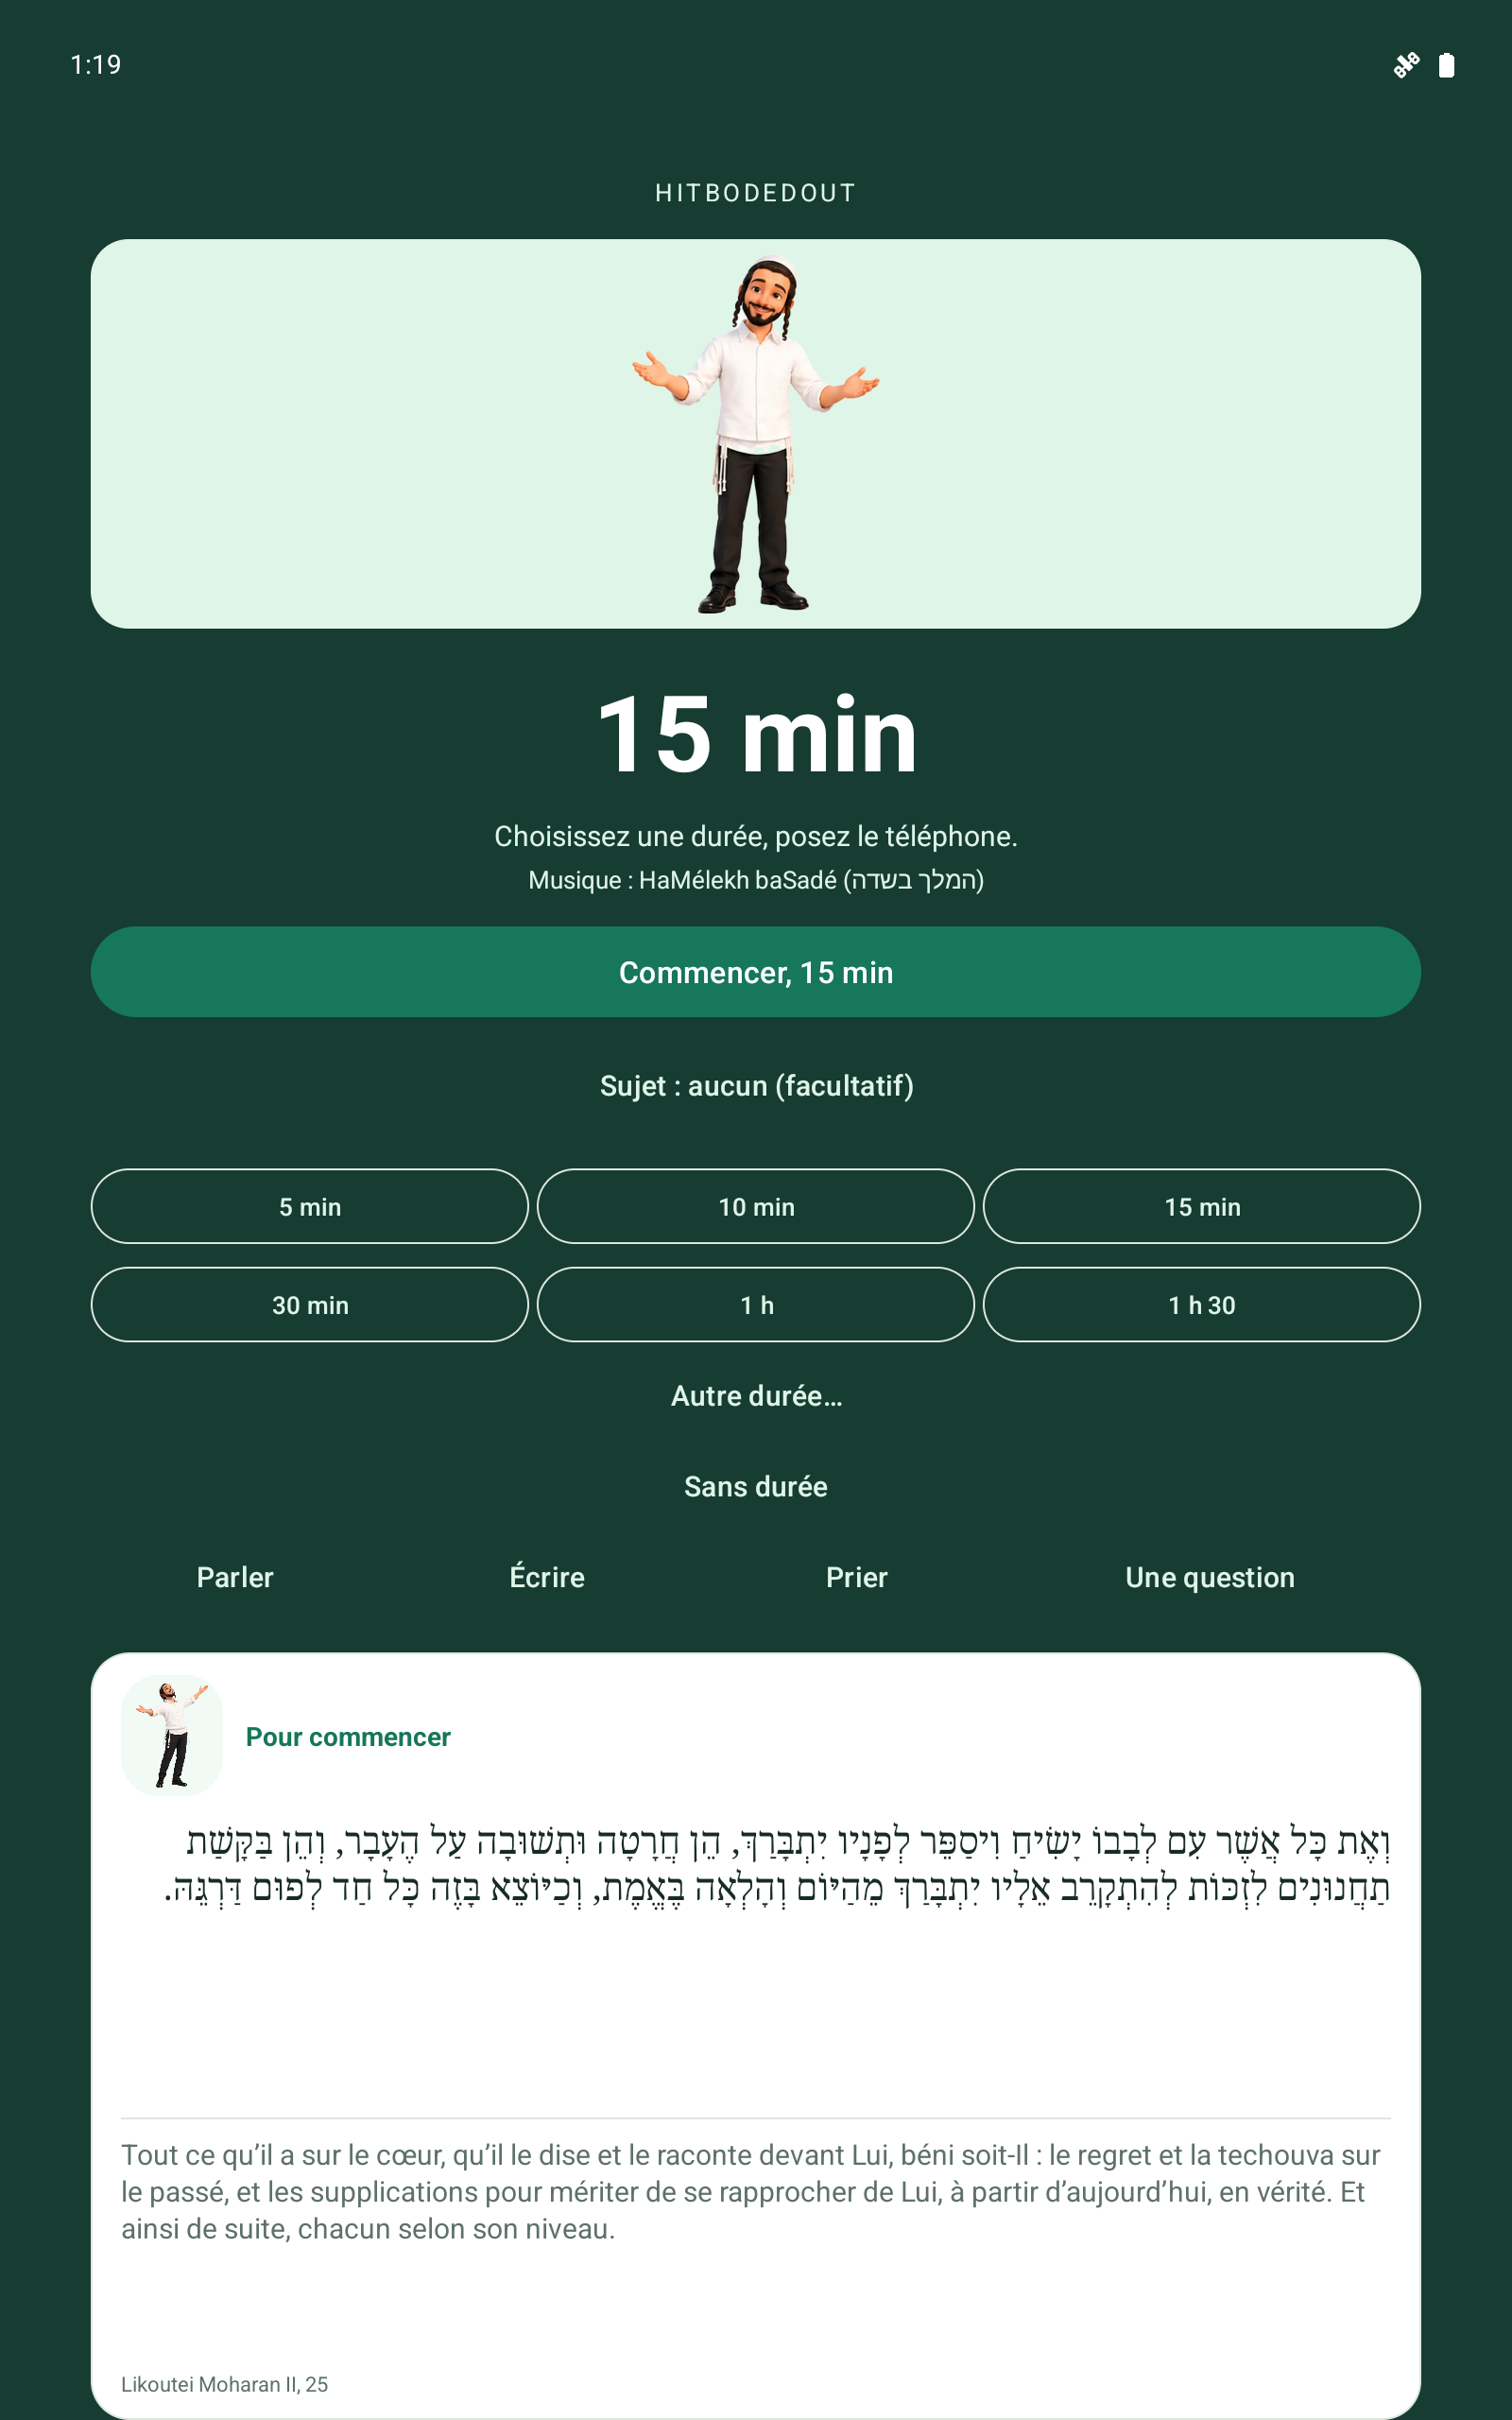 1:19
HITBODEDOUT
15 min
Choisissez une durée, posez le téléphone.
Musique : HaMélekh baSadé (המלך בשדה)
Commencer, 15 min
Sujet : aucun (facultatif)
5 min
10 min
15 min
30 min
1 h
1 h 30
Autre durée…
Sans durée
Parler
Écrire
Prier
Une question
Pour commencer
וְאֶת כָּל אֲשֶׁר עִם לְבָבוֹ יָשִׂיחַ וִיסַפֵּר לְפָנָיו יִתְבָּרַךְ, הֵן חֲרָטָה וּתְשׁוּבָה עַל הֶעָבָר, וְהֵן בַּקָּשַׁת
תַחֲנוּנִים לִזְכּוֹת לְהִתְקָרֵב אֵלָיו יִתְבָּרַךְ מֵהַיּוֹם וְהָלְאָה בֶּאֱמֶת, וְכַיּוֹצֵא בָּזֶה כָּל חַד לְפוּם דַּרְגֵּהּ.
Tout ce qu’il a sur le cœur, qu’il le dise et le raconte devant Lui, béni soit-Il : le regret et la techouva sur
le passé, et les supplications pour mériter de se rapprocher de Lui, à partir d’aujourd’hui, en vérité. Et
ainsi de suite, chacun selon son niveau.
Likoutei Moharan II, 25